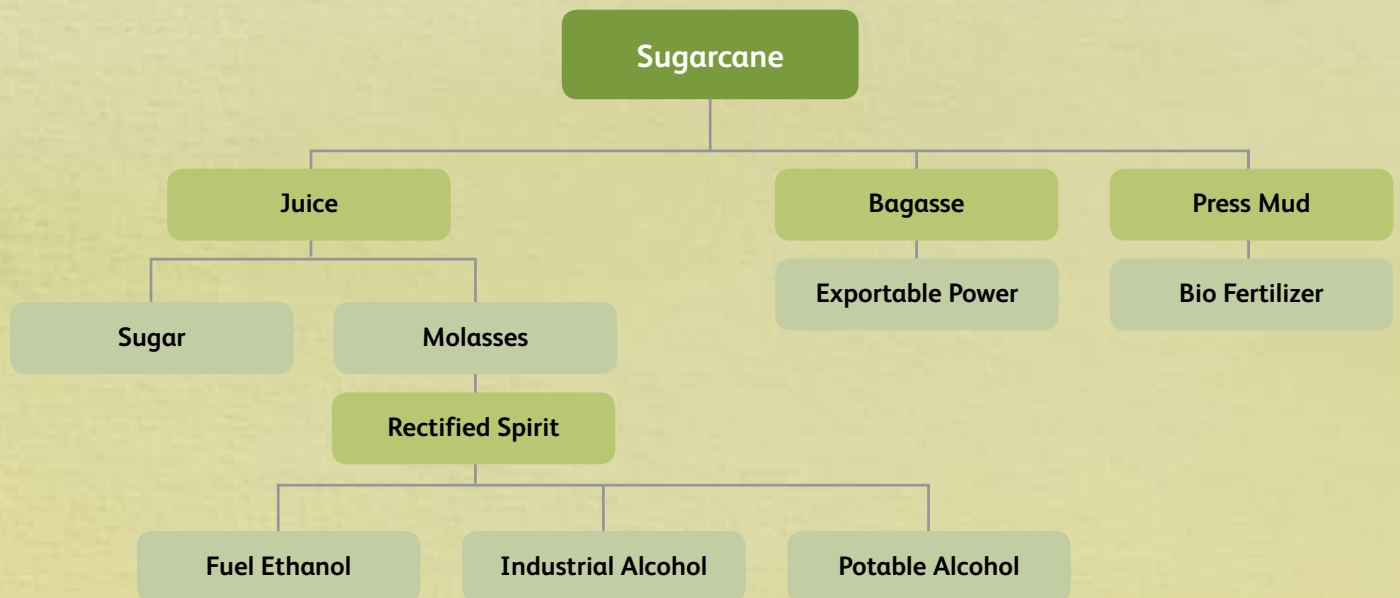 Sugarcane
Juice
Bagasse
Press Mud
Exportable Power
Bio Fertilizer
Sugar
Molasses
Rectified Spirit
Fuel Ethanol
Industrial Alcohol
Potable Alcohol